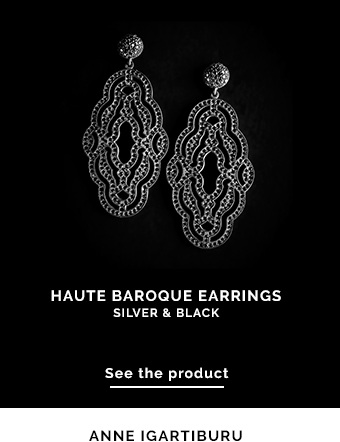 HAUTE BAROQUE EARRINGS
SILVER & BLACK
See the product
ANNE IGARTIBURU